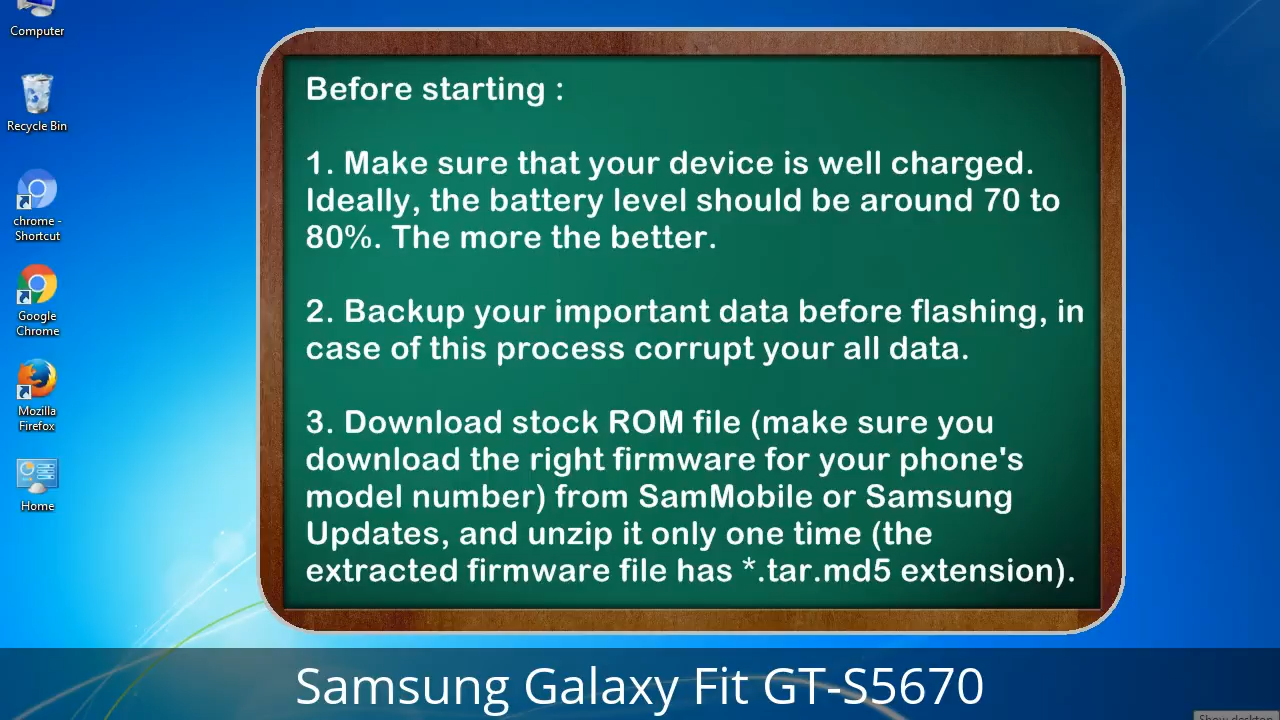 Computer
Recycle Bin
chrome -
Shortcut
Google
Chrome
Mozilla
Firefox
Home
Before starting :
1. Make sure that your device is well charged.
Ideally, the battery level should be around 70 to
80%. The more the better.
2. Backup your important data before flashing, in
case of this process corrupt your all data.
3. Download stock ROM file (make sure you
download the right firmware for your phone's
model number) from SamMobile or Samsung
Updates, and unzip it only one time (the
extracted firmware file has *.tar.md5 extension).
Samsung Galaxy Fit GT-S5670
Show desktop